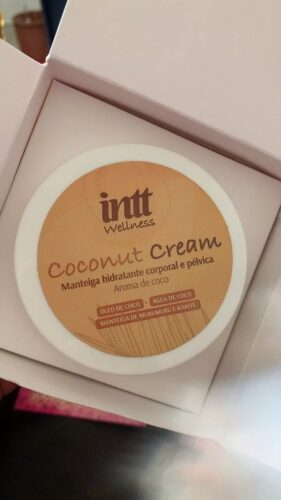 intt
Wellness
Coconut Cream
Manteiga hidratante corporal e pélvica
Aroma de coco
ÓLEO DE COCO - ÁGUA DE COCO
MANTEIGA DE MURUMURU E KARITÉ